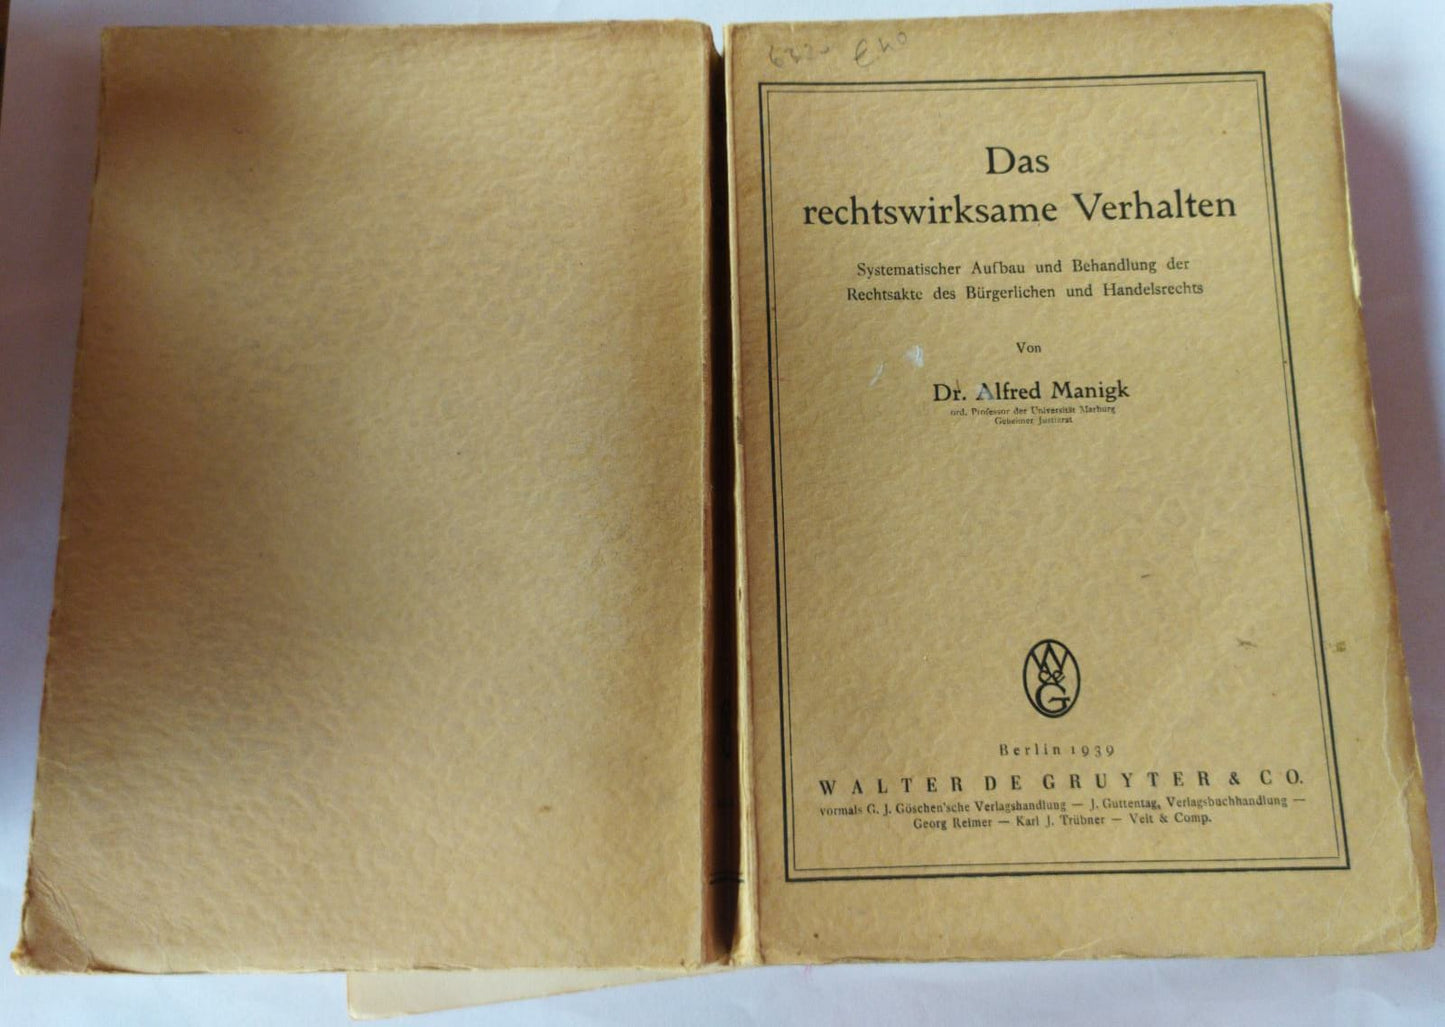 Das
rechtswirksame Verhalten
Systematischer Aufbau und Behandlung der
Rechtsakte des Bürgerlichen und Handelsrechts
Von
Dr. Alfred Manigk
ord. Professor der Universität Marburg
Geheimer Justizrat
W de G
Berlin 1939
WALTER DE GRUYTER & CO.
vormals G. J. Göschen'sche Verlagshandlung — J. Guttentag, Verlagsbuchhandlung —
Georg Reimer — Karl J. Trübner — Veit & Comp.